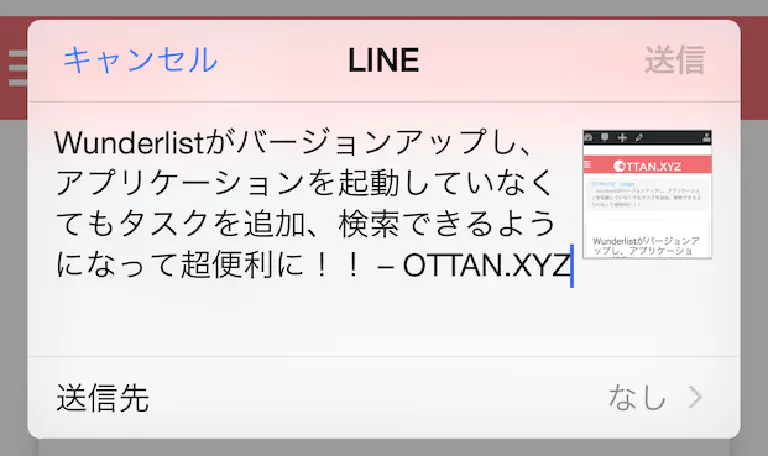 キャンセル LINE 送信
Wunderlistがバージョンアップし、
アプリケーションを起動していなく
てもタスクを追加、検索できるよう
になって超便利に！！ – OTTAN.XYZ
OTTAN.XYZ
Wunderlistがバージョンア
ップし、アプリケーショ
送信先 なし